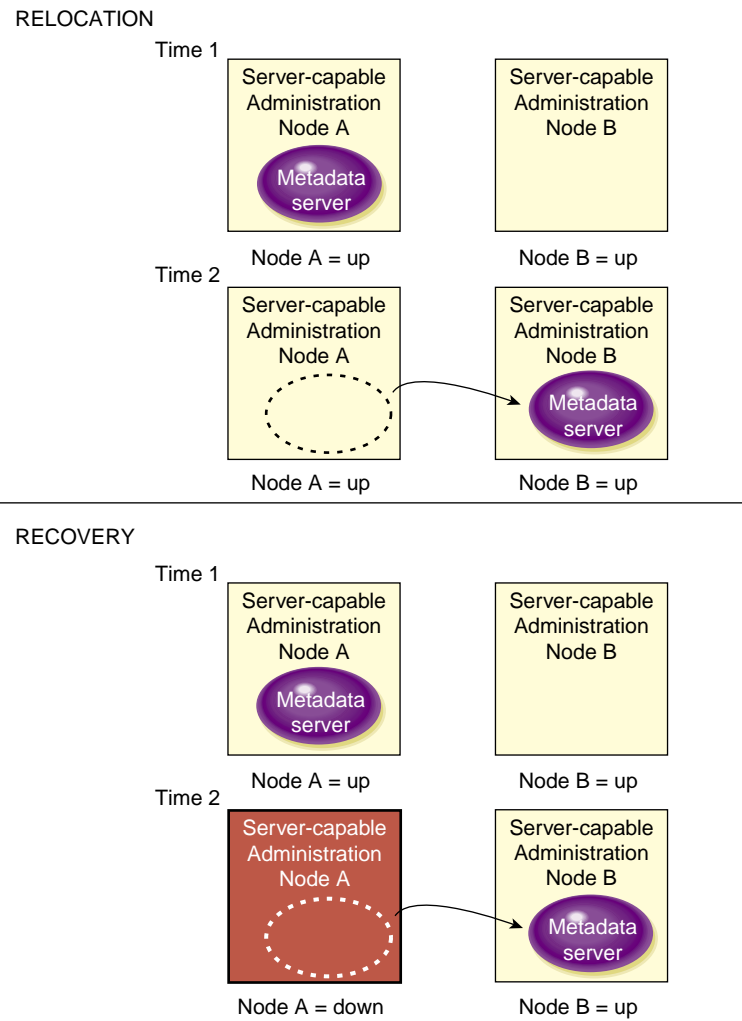 RELOCATION
Time 1
Server-capable
Administration
Node A
Metadata
server
Node A = up
Server-capable
Administration
Node B
Node B = up
Time 2
Server-capable
Administration
Node A
Node A = up
Server-capable
Administration
Node B
Metadata
server
Node B = up
RECOVERY
Time 1
Server-capable
Administration
Node A
Metadata
server
Node A = up
Server-capable
Administration
Node B
Node B = up
Time 2
Server-capable
Administration
Node A
Node A = down
Server-capable
Administration
Node B
Metadata
server
Node B = up